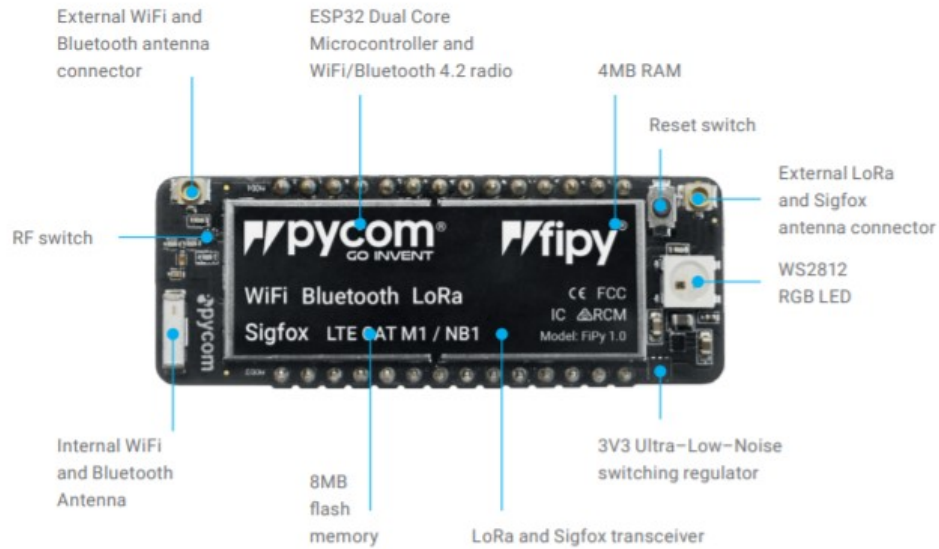 External WiFi and
Bluetooth antenna
connector
ESP32 Dual Core
Microcontroller and
WiFi/Bluetooth 4.2 radio
4MB RAM
Reset switch
External LoRa
and Sigfox
antenna connector
RF switch
WS2812
RGB LED
pycom®
GO INVENT
fipy®
WiFi Bluetooth LoRa
CE FCC
IC RCM
Sigfox LTE CAT M1 / NB1
Model: FiPy 1.0
pycom
Internal WiFi
and Bluetooth
Antenna
8MB
flash
memory
LoRa and Sigfox transceiver
3V3 Ultra–Low–Noise
switching regulator